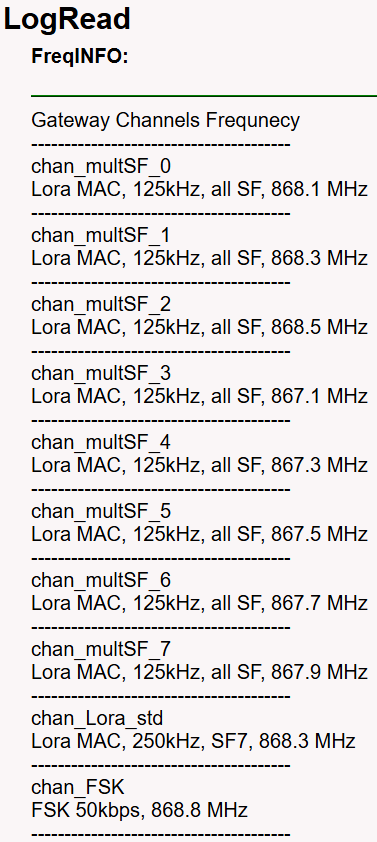 LogRead
FreqINFO:
Gateway Channels Frequnecy
---------------------------------------
chan_multSF_0
Lora MAC, 125kHz, all SF, 868.1 MHz
---------------------------------------
chan_multSF_1
Lora MAC, 125kHz, all SF, 868.3 MHz
---------------------------------------
chan_multSF_2
Lora MAC, 125kHz, all SF, 868.5 MHz
---------------------------------------
chan_multSF_3
Lora MAC, 125kHz, all SF, 867.1 MHz
---------------------------------------
chan_multSF_4
Lora MAC, 125kHz, all SF, 867.3 MHz
---------------------------------------
chan_multSF_5
Lora MAC, 125kHz, all SF, 867.5 MHz
---------------------------------------
chan_multSF_6
Lora MAC, 125kHz, all SF, 867.7 MHz
---------------------------------------
chan_multSF_7
Lora MAC, 125kHz, all SF, 867.9 MHz
---------------------------------------
chan_Lora_std
Lora MAC, 250kHz, SF7, 868.3 MHz
---------------------------------------
chan_FSK
FSK 50kbps, 868.8 MHz
---------------------------------------